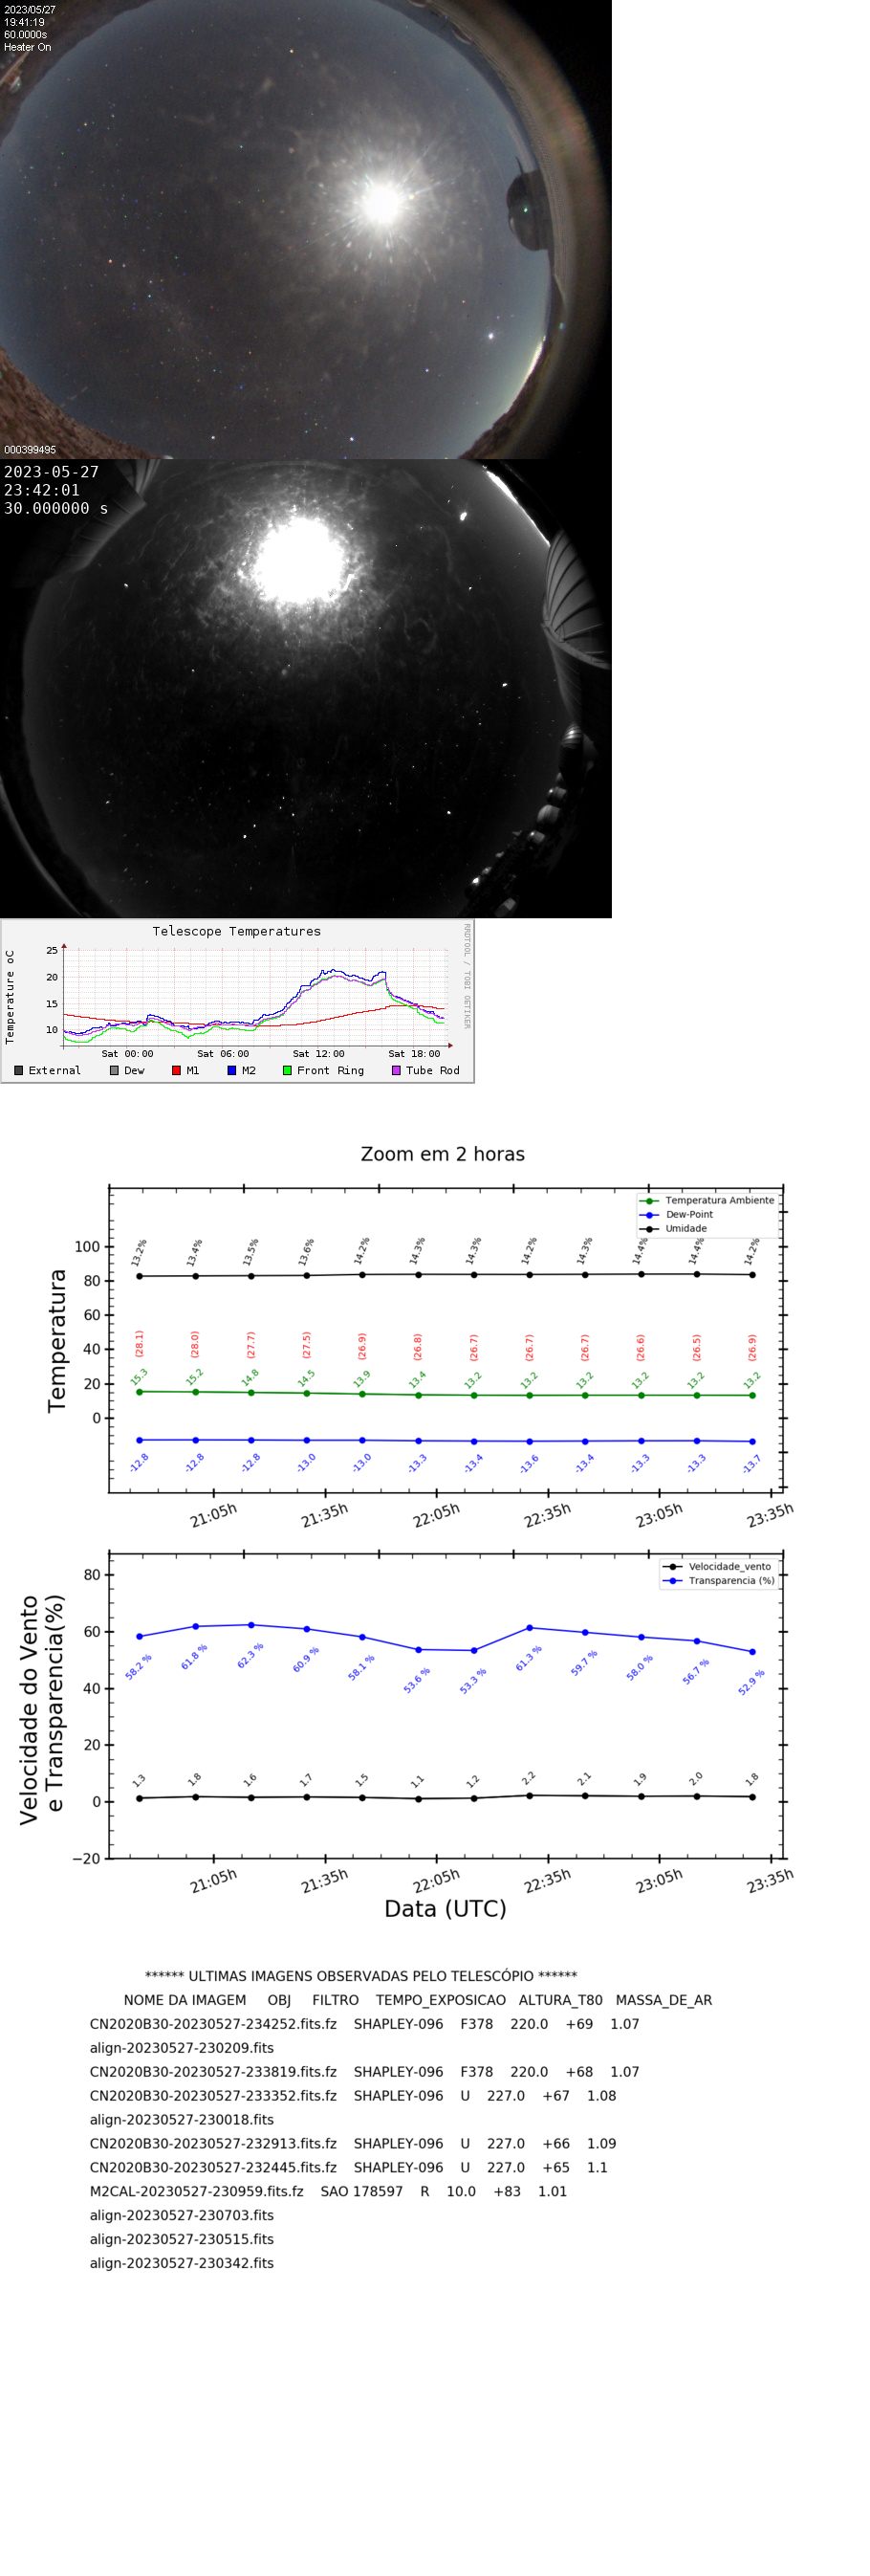 2023/05/27
19:41:19
60.0000s
Heater On
000399495
2023-05-27
23:42:01
30.000000 s
Telescope Temperatures
RRDTOOL / TOBI OETIKER
Temperature oC
25
20
15
10
Sat 00:00 Sat 06:00 Sat 12:00 Sat 18:00
External Dew M1 M2 Front Ring Tube Rod
Zoom em 2 horas
Temperatura Ambiente
Dew-Point
Umidade
Temperatura
100
80
60
40
20
0
13.2% 13.4% 13.5% 13.6% 14.2% 14.3% 14.3% 14.2% 14.3% 14.4% 14.4% 14.2%
(28.1) (28.0) (27.7) (27.5) (26.9) (26.8) (26.7) (26.7) (26.7) (26.6) (26.5) (26.9)
15.3 15.2 14.8 14.5 13.9 13.4 13.2 13.2 13.2 13.2 13.2 13.2
-12.8 -12.8 -12.8 -13.0 -13.0 -13.3 -13.4 -13.6 -13.4 -13.3 -13.3 -13.7
21:05h 21:35h 22:05h 22:35h 23:05h 23:35h
Velocidade_vento
Transparencia (%)
Velocidade do Vento
e Transparencia(%)
80
60
40
20
0
−20
58.2 % 61.8 % 62.3 % 60.9 % 58.1 % 53.6 % 53.3 % 61.3 % 59.7 % 58.0 % 56.7 % 52.9 %
1.3 1.8 1.6 1.7 1.5 1.1 1.2 2.2 2.1 1.9 2.0 1.8
21:05h 21:35h 22:05h 22:35h 23:05h 23:35h
Data (UTC)
****** ULTIMAS IMAGENS OBSERVADAS PELO TELESCÓPIO ******
NOME DA IMAGEM OBJ FILTRO TEMPO_EXPOSICAO ALTURA_T80 MASSA_DE_AR
CN2020B30-20230527-234252.fits.fz SHAPLEY-096 F378 220.0 +69 1.07
align-20230527-230209.fits
CN2020B30-20230527-233819.fits.fz SHAPLEY-096 F378 220.0 +68 1.07
CN2020B30-20230527-233352.fits.fz SHAPLEY-096 U 227.0 +67 1.08
align-20230527-230018.fits
CN2020B30-20230527-232913.fits.fz SHAPLEY-096 U 227.0 +66 1.09
CN2020B30-20230527-232445.fits.fz SHAPLEY-096 U 227.0 +65 1.1
M2CAL-20230527-230959.fits.fz SAO 178597 R 10.0 +83 1.01
align-20230527-230703.fits
align-20230527-230515.fits
align-20230527-230342.fits